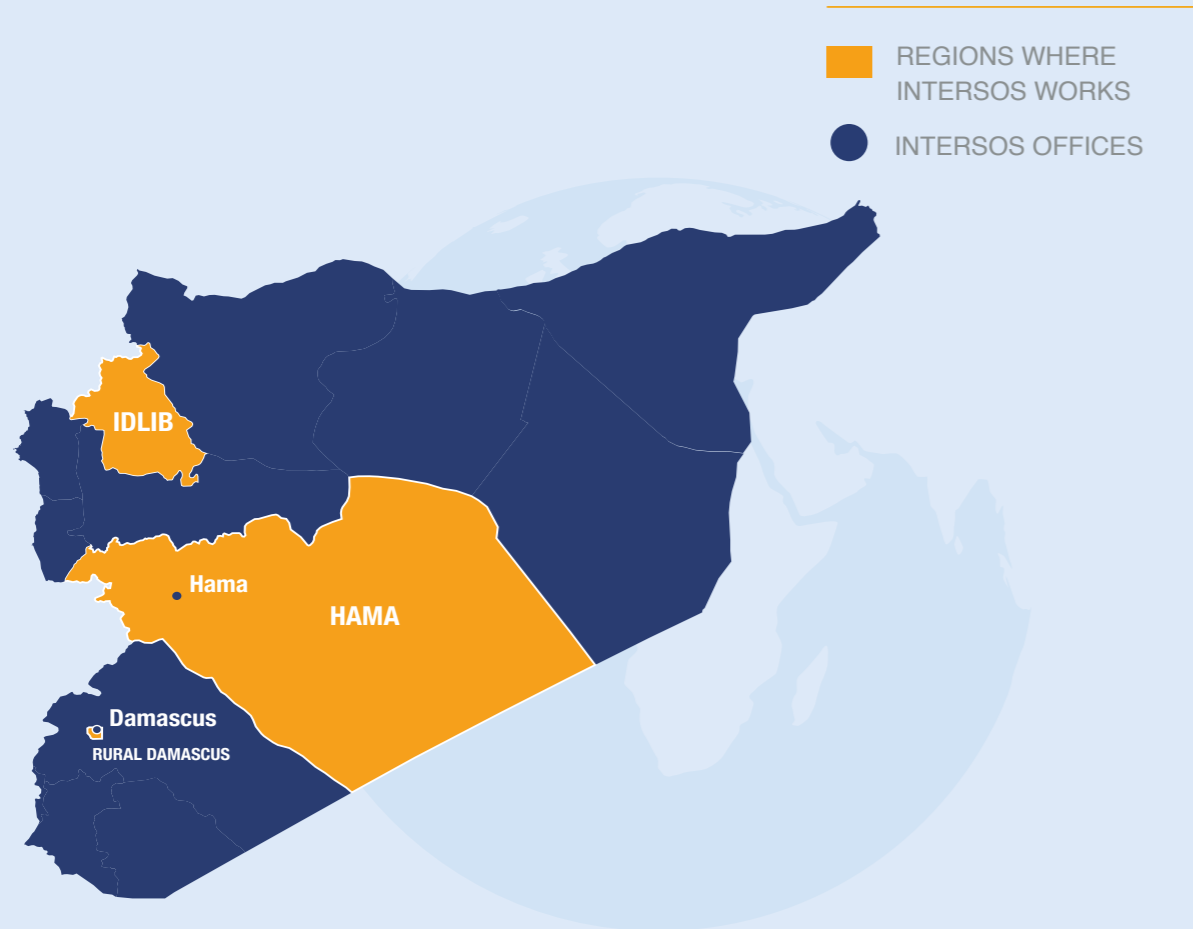 REGIONS WHERE
INTERSOS WORKS
INTERSOS OFFICES
IDLIB
Hama
HAMA
Damascus
RURAL DAMASCUS